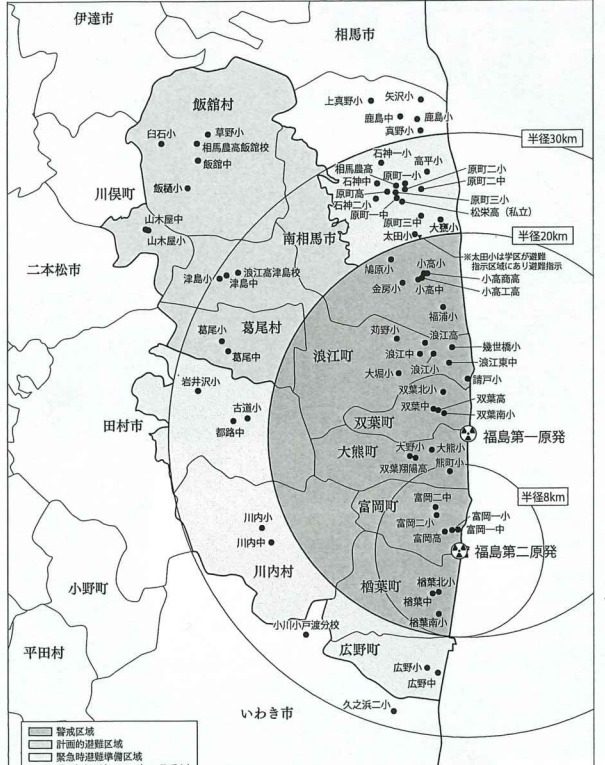 伊達市
相馬市
飯舘村
上真野小
矢沢小
鹿島中
鹿島小
真野小
臼石小
草野小
相馬農高飯舘校
飯舘中
半径30km
石神一小
高平小
相馬農高
原町一小
原町二小
石神中
原町二中
原町高
原町三小
石神二小
松栄高(私立)
原町一中
原町三中
大甕小
太田小
川俣町
飯樋小
山木屋中
山木屋小
南相馬市
半径20km
※太田小は学区が避難
指示区域にあり避難指示
二本松市
鳩原小
小高小
津島小
浪江高津島校
津島中
金房小
小高商高
小高中
小高工高
福浦小
葛尾村
葛尾小
葛尾中
苅野小
浪江高
浪江町
幾世橋小
浪江中
浪江小
浪江東中
大堀小
請戸小
岩井沢小
双葉北小
古道小
双葉中
双葉高
双葉南小
田村市
都路中
双葉町
福島第一原発
大熊町
大野小
大熊小
双葉翔陽高
熊町小
半径8km
富岡町
富岡二中
富岡二小
富岡一小
富岡高
富岡一中
川内小
川内中
福島第二原発
川内村
小野町
楢葉町
楢葉北小
楢葉中
楢葉南小
小川小戸渡分校
広野町
平田村
広野小
広野中
久之浜二小
いわき市
警戒区域
計画的避難区域
緊急時避難準備区域